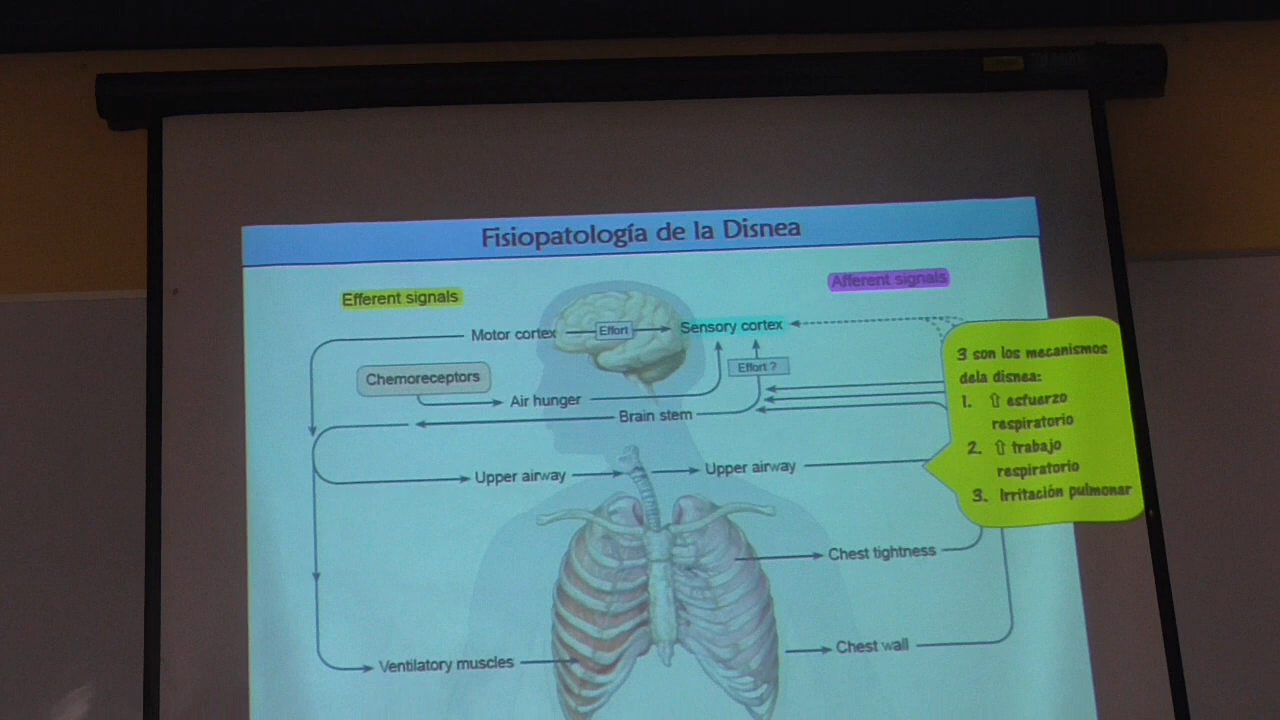 Fisiopatología de la Disnea
Efferent signals
Afferent signals
Motor cortex
Effort
Sensory cortex
Chemoreceptors
Effort ?
Air hunger
Brain stem
3 son los mecanismos
dela disnea:
1. ⇧ esfuerzo
respiratorio
2. ⇧ trabajo
respiratorio
3. Irritación pulmonar
Upper airway
Upper airway
Chest tightness
Chest wall
Ventilatory muscles